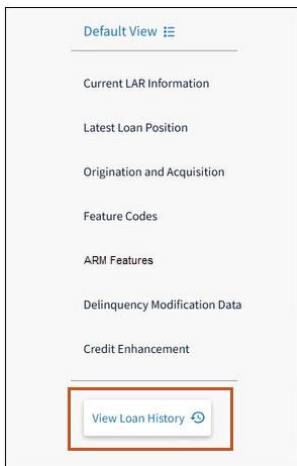 Default View
Current LAR Information
Latest Loan Position
Origination and Acquisition
Feature Codes
ARM Features
Delinquency Modification Data
Credit Enhancement
View Loan History